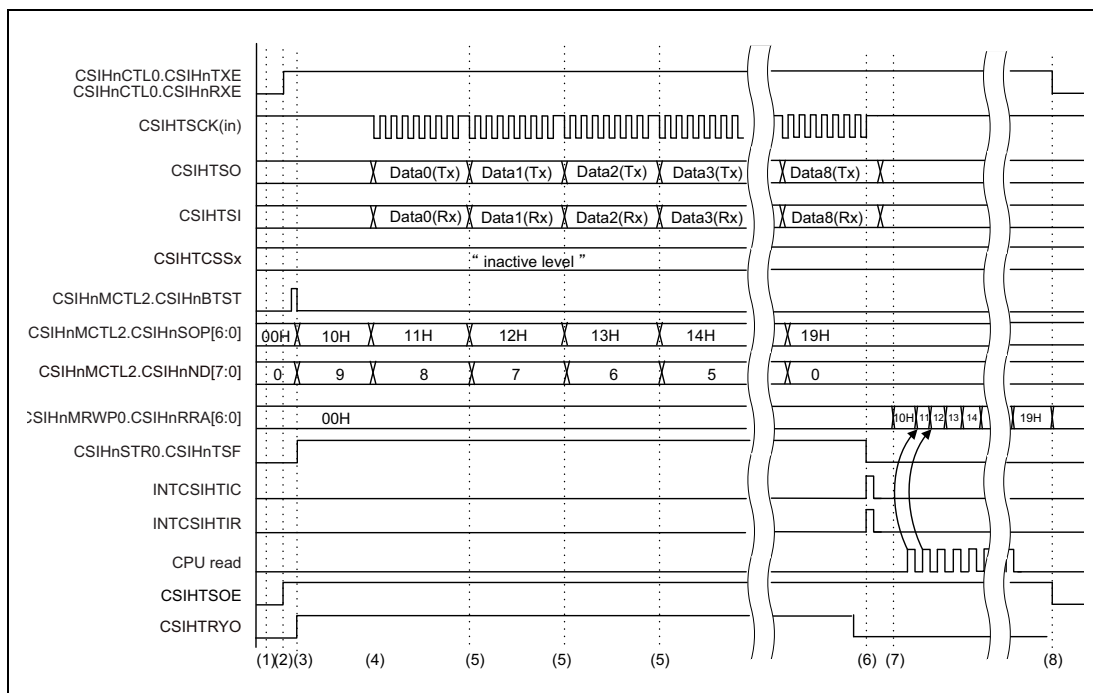 CSIHnCTL0.CSIHnTXE
CSIHnCTL0.CSIHnRXE
CSIHTSCK(in)
CSIHTSO Data0(Tx) Data1(Tx) Data2(Tx) Data3(Tx) Data8(Tx)
CSIHTSI Data0(Rx) Data1(Rx) Data2(Rx) Data3(Rx) Data8(Rx)
CSIHTCSSx “ inactive level ”
CSIHnMCTL2.CSIHnBTST
CSIHnMCTL2.CSIHnSOP[6:0] 00H 10H 11H 12H 13H 14H 19H
CSIHnMCTL2.CSIHnND[7:0] 0 9 8 7 6 5 0
CSIHnMRWP0.CSIHnRRA[6:0] 00H 10H 11 12 13 14 19H
CSIHnSTR0.CSIHnTSF
INTCSIHTIC
INTCSIHTIR
CPU read
CSIHTSOE
CSIHTRYO
(1) (2) (3) (4) (5) (5) (5) (6) (7) (8)